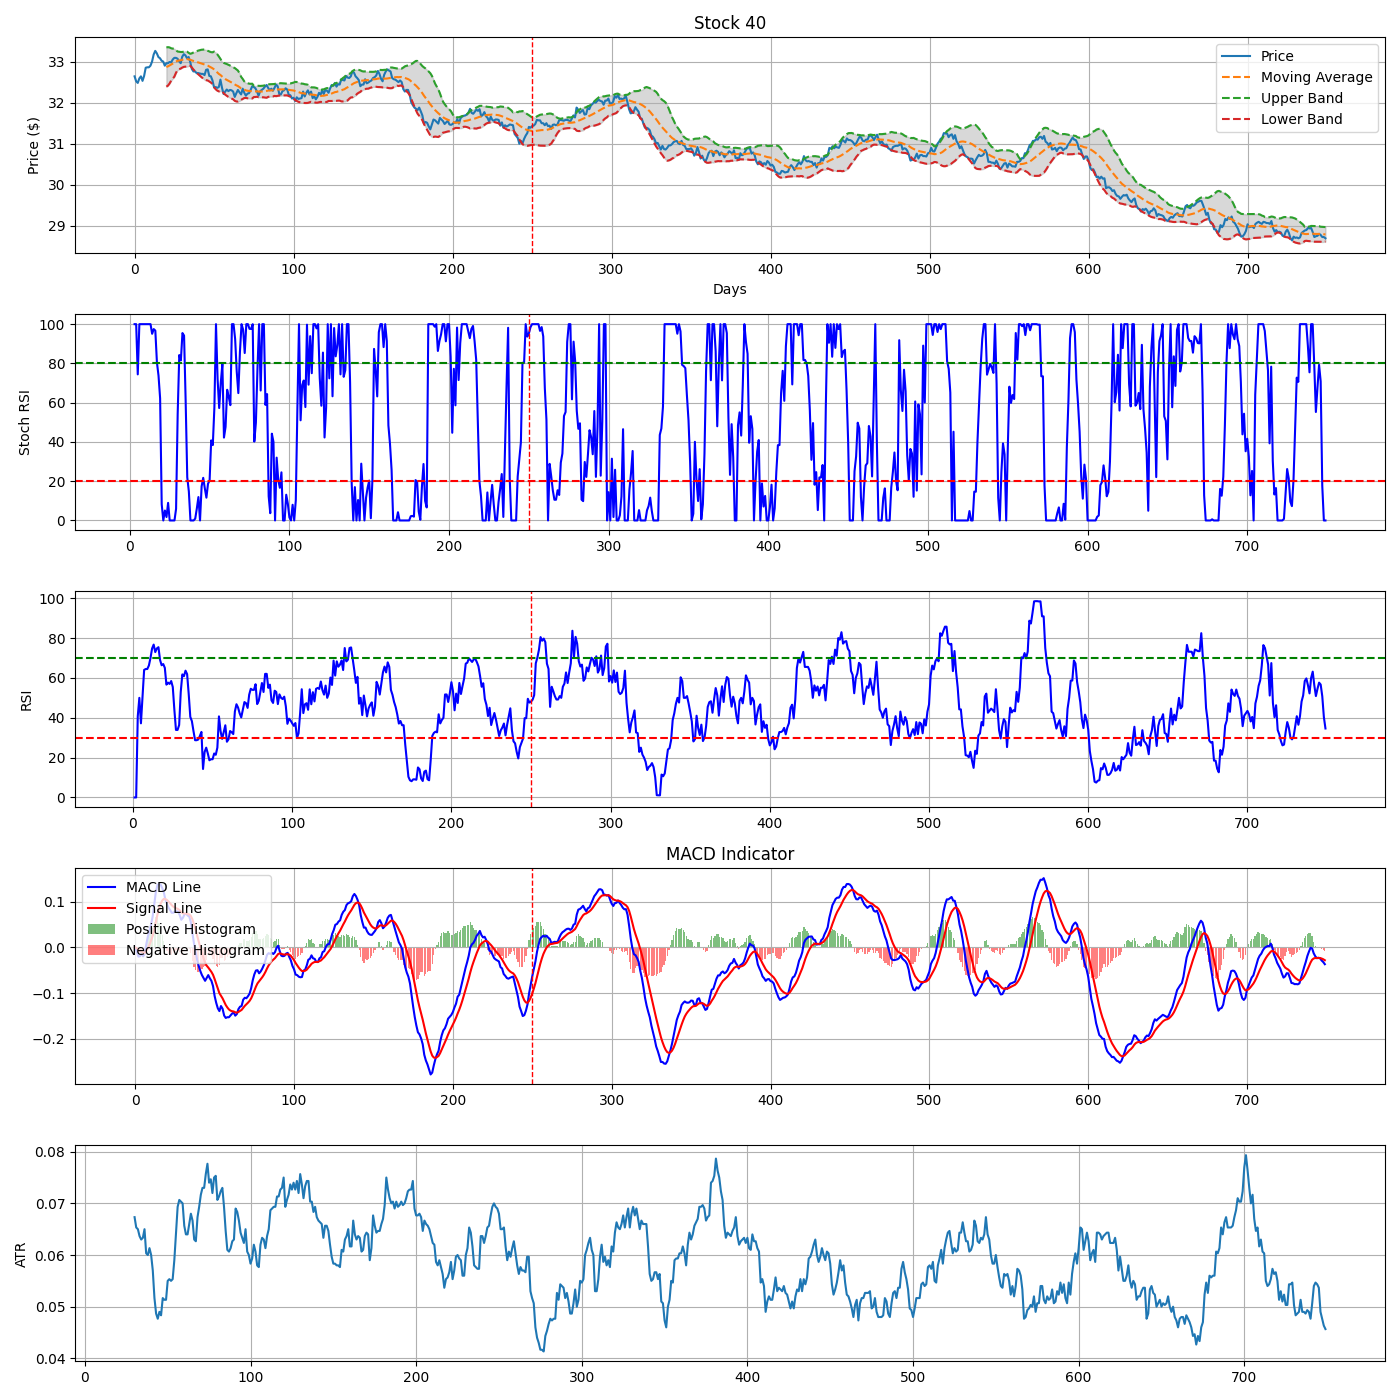 Stock 40
Price ($)
33
32
31
30
29
Price
Moving Average
Upper Band
Lower Band
0 100 200 300 400 500 600 700
Days
Stoch RSI
100
80
60
40
20
0
0 100 200 300 400 500 600 700
RSI
100
80
60
40
20
0
0 100 200 300 400 500 600 700
MACD Indicator
0.1
0.0
−0.1
−0.2
MACD Line
Signal Line
Positive Histogram
Negative Histogram
0 100 200 300 400 500 600 700
ATR
0.08
0.07
0.06
0.05
0.04
0 100 200 300 400 500 600 700